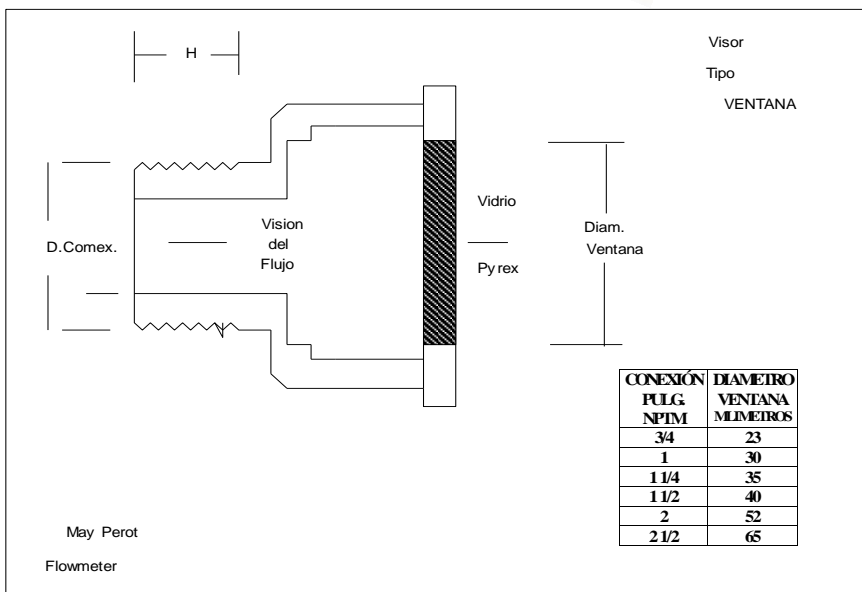 H
Visor
Tipo
VENTANA
D.Comex.
Vision
del
Flujo
Vidrio
Pyrex
Diam.
Ventana
CONEXIÓN DIAMETRO
PULG. VENTANA
NPTM MILIMETROS
3/4 23
1 30
1 1/4 35
1 1/2 40
2 52
2 1/2 65
May Perot
Flowmeter